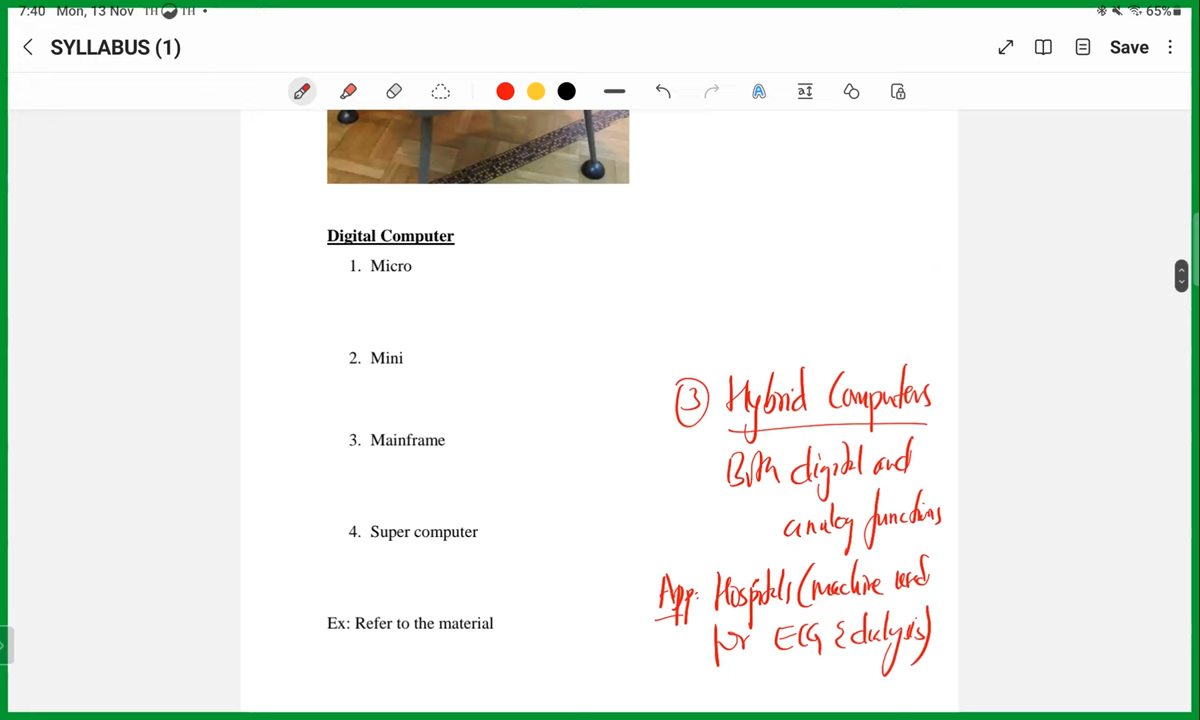 7:40 Mon, 13 Nov TH TH •
65%
SYLLABUS (1)
Save
Digital Computer
1. Micro
2. Mini
3. Mainframe
4. Super computer
Ex: Refer to the material
③ Hybrid Computers
Both digital and
analog functions
App: Hospitals (machine used
for ECG & dialysis)